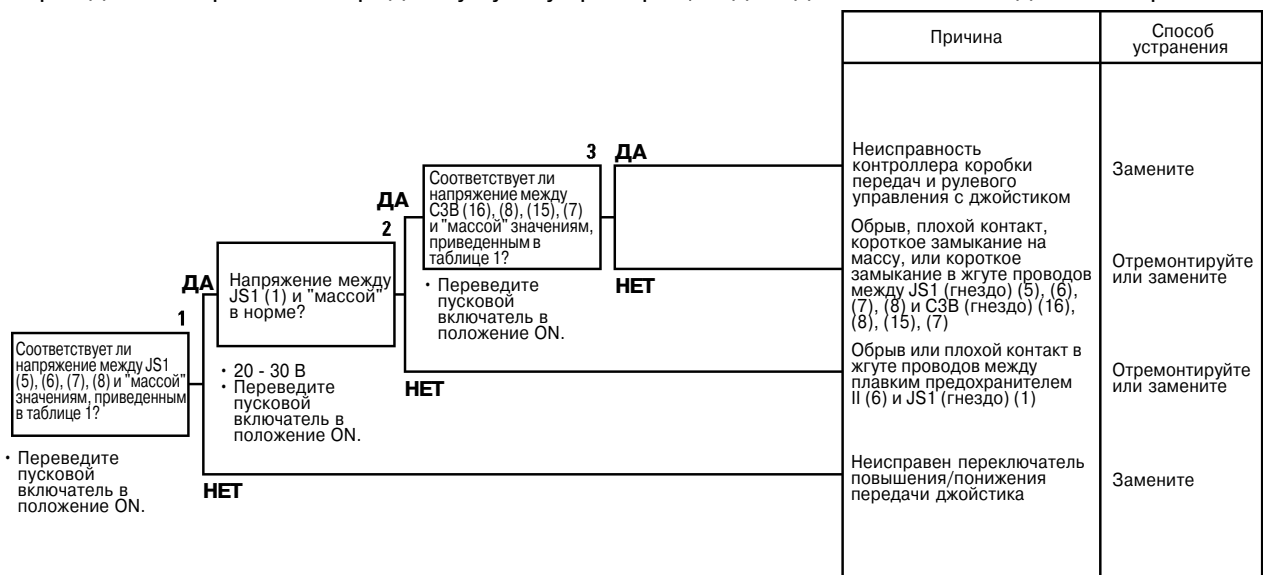 Причина
Способ
устранения
3 ДА
Соответствует ли
напряжение между
C3B (16), (8), (15), (7)
и "массой" значениям,
приведенным в
таблице 1?
• Переведите
пусковой
включатель в
положение ON.
НЕТ
ДА
2
Напряжение между
JS1 (1) и "массой"
в норме?
• 20 - 30 В
• Переведите
пусковой
включатель в
положение ON.
НЕТ
ДА
1
Соответствует ли
напряжение между JS1
(5), (6), (7), (8) и "массой"
значениям, приведенным
в таблице 1?
• Переведите
пусковой
включатель в
положение ON.
НЕТ
Неисправность
контроллера коробки
передач и рулевого
управления с джойстиком
Замените
Обрыв, плохой контакт,
короткое замыкание на
массу, или короткое
замыкание в жгуте проводов
между JS1 (гнездо) (5), (6),
(7), (8) и C3B (гнездо) (16),
(8), (15), (7)
Отремонтируйте
или замените
Обрыв или плохой контакт в
жгуте проводов между
плавким предохранителем
II (6) и JS1 (гнездо) (1)
Отремонтируйте
или замените
Неисправен переключатель
повышения/понижения
передачи джойстика
Замените